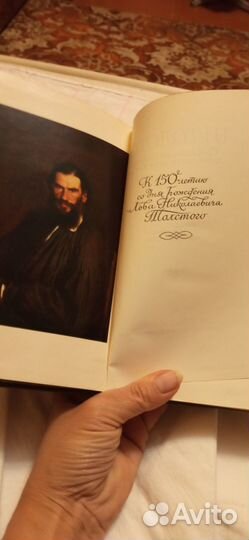 К 150-летию
со дня рождения
Льва Николаевича
Толстого
Avito